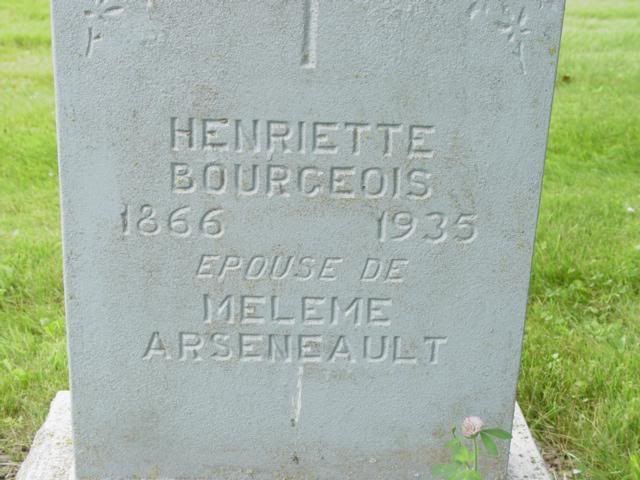 HENRIETTE
BOURGEOIS
1866 1935
EPOUSE DE
MELEME
ARSENEAULT